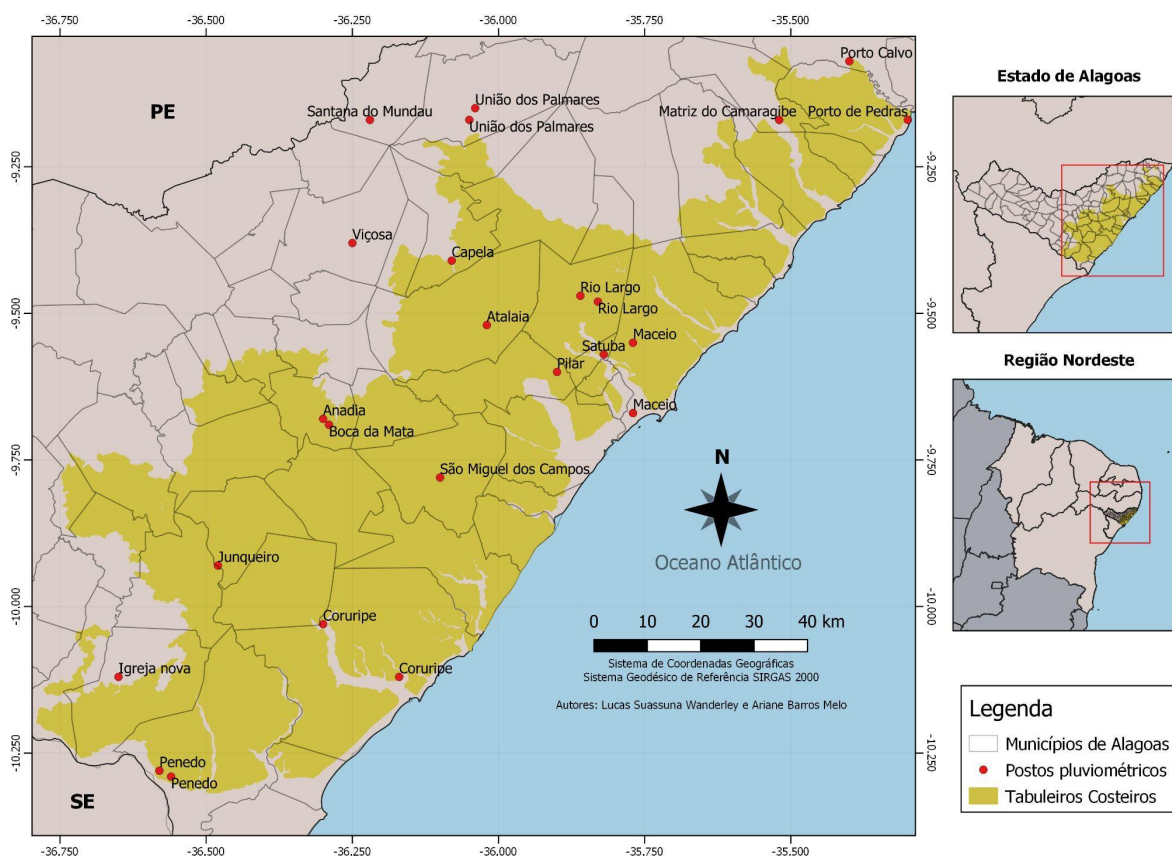 -36.750
-36.500
-36.250
-36.000
-35.750
-35.500
Porto Calvo
PE
União dos Palmares
Santana do Mundau
União dos Palmares
Matriz do Camaragibe
Porto de Pedras
-9.250
-9.250
Viçosa
Capela
Rio Largo
Rio Largo
-9.500
-9.500
Atalaia
Maceio
Satuba
Pilar
Maceio
Anadia
Boca da Mata
-9.750
-9.750
São Miguel dos Campos
N
Oceano Atlântico
Junqueiro
-10.000
-10.000
Coruripe
0 10 20 30 40 km
Sistema de Coordenadas Geográficas
Sistema Geodésico de Referência SIRGAS 2000
Igreja nova
Coruripe
Autores: Lucas Suassuna Wanderley e Ariane Barros Melo
-10.250
-10.250
Penedo
Penedo
SE
-36.750
-36.500
-36.250
-36.000
-35.750
-35.500
Estado de Alagoas
Região Nordeste
Legenda
Municípios de Alagoas
Postos pluviométricos
Tabuleiros Costeiros